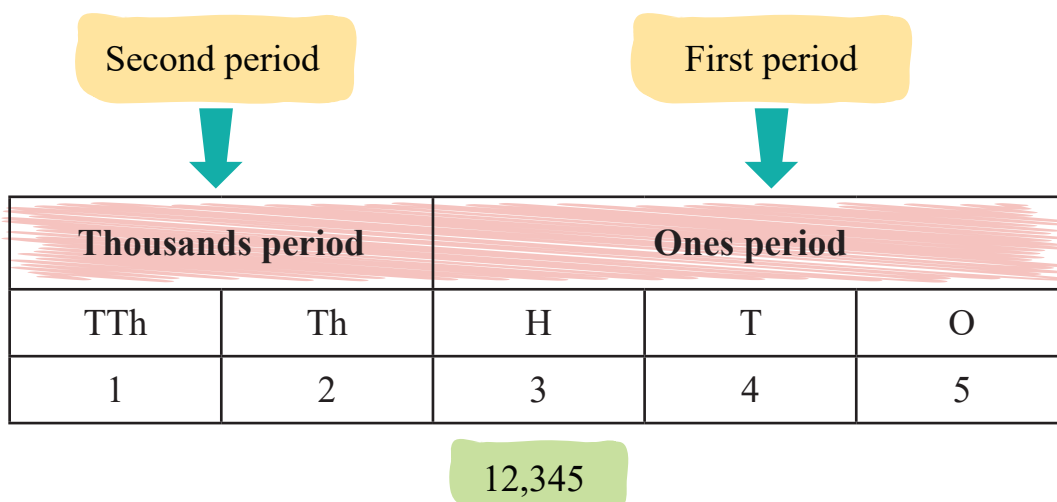 Second period First period
Thousands period Ones period
TTh Th H T O
1 2 3 4 5
12,345